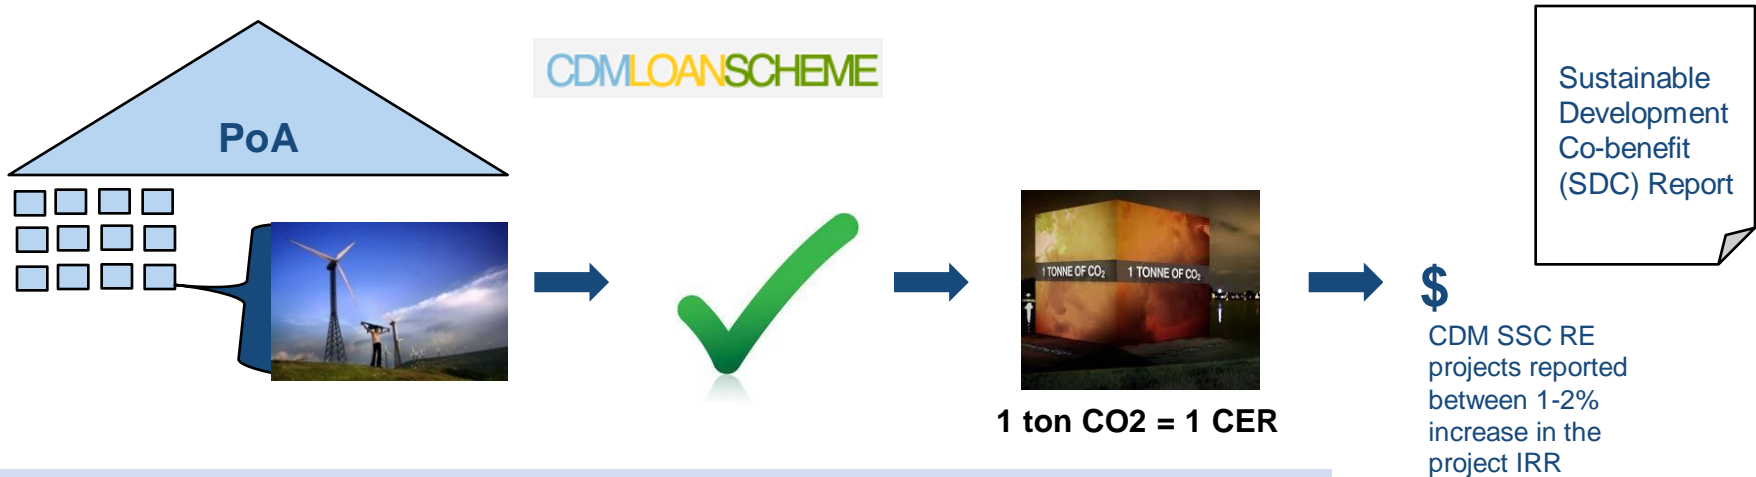 PoA
CDMLOANSCHEME
1 TONNE OF CO₂
1 TONNE OF CO₂
1 ton CO2 = 1 CER
$
CDM SSC RE
projects reported
between 1-2%
increase in the
project IRR
Sustainable
Development
Co-benefit
(SDC) Report